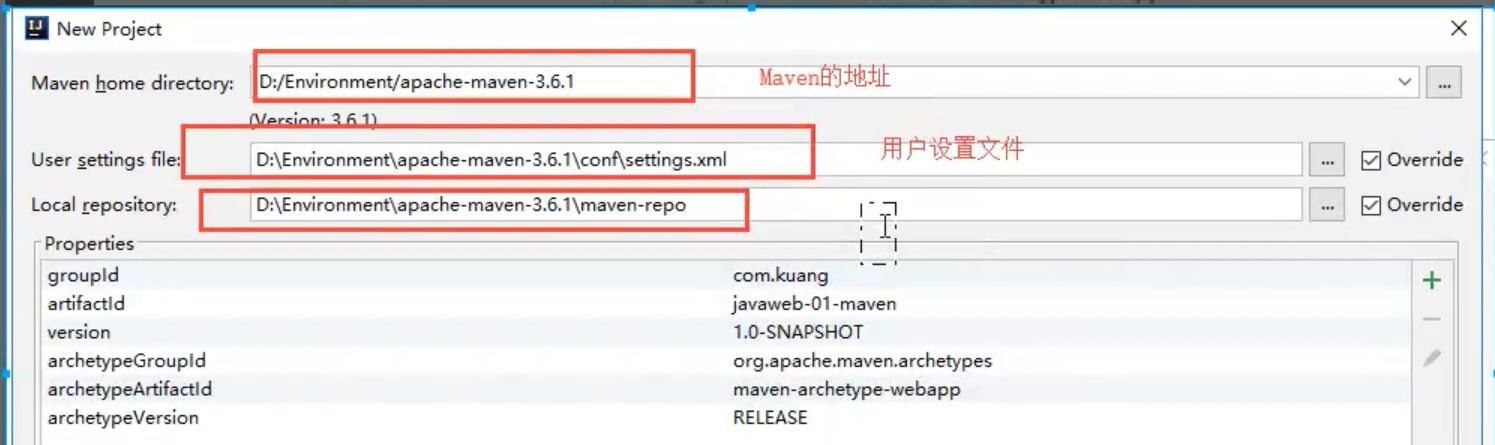 New Project
Maven home directory: D:/Environment/apache-maven-3.6.1 Maven的地址
(Version: 3.6.1)
User settings file: D:\Environment\apache-maven-3.6.1\conf\settings.xml 用户设置文件 ... Override
Local repository: D:\Environment\apache-maven-3.6.1\maven-repo ... Override
Properties
groupId com.kuang
artifactId javaweb-01-maven
version 1.0-SNAPSHOT
archetypeGroupId org.apache.maven.archetypes
archetypeArtifactId maven-archetype-webapp
archetypeVersion RELEASE